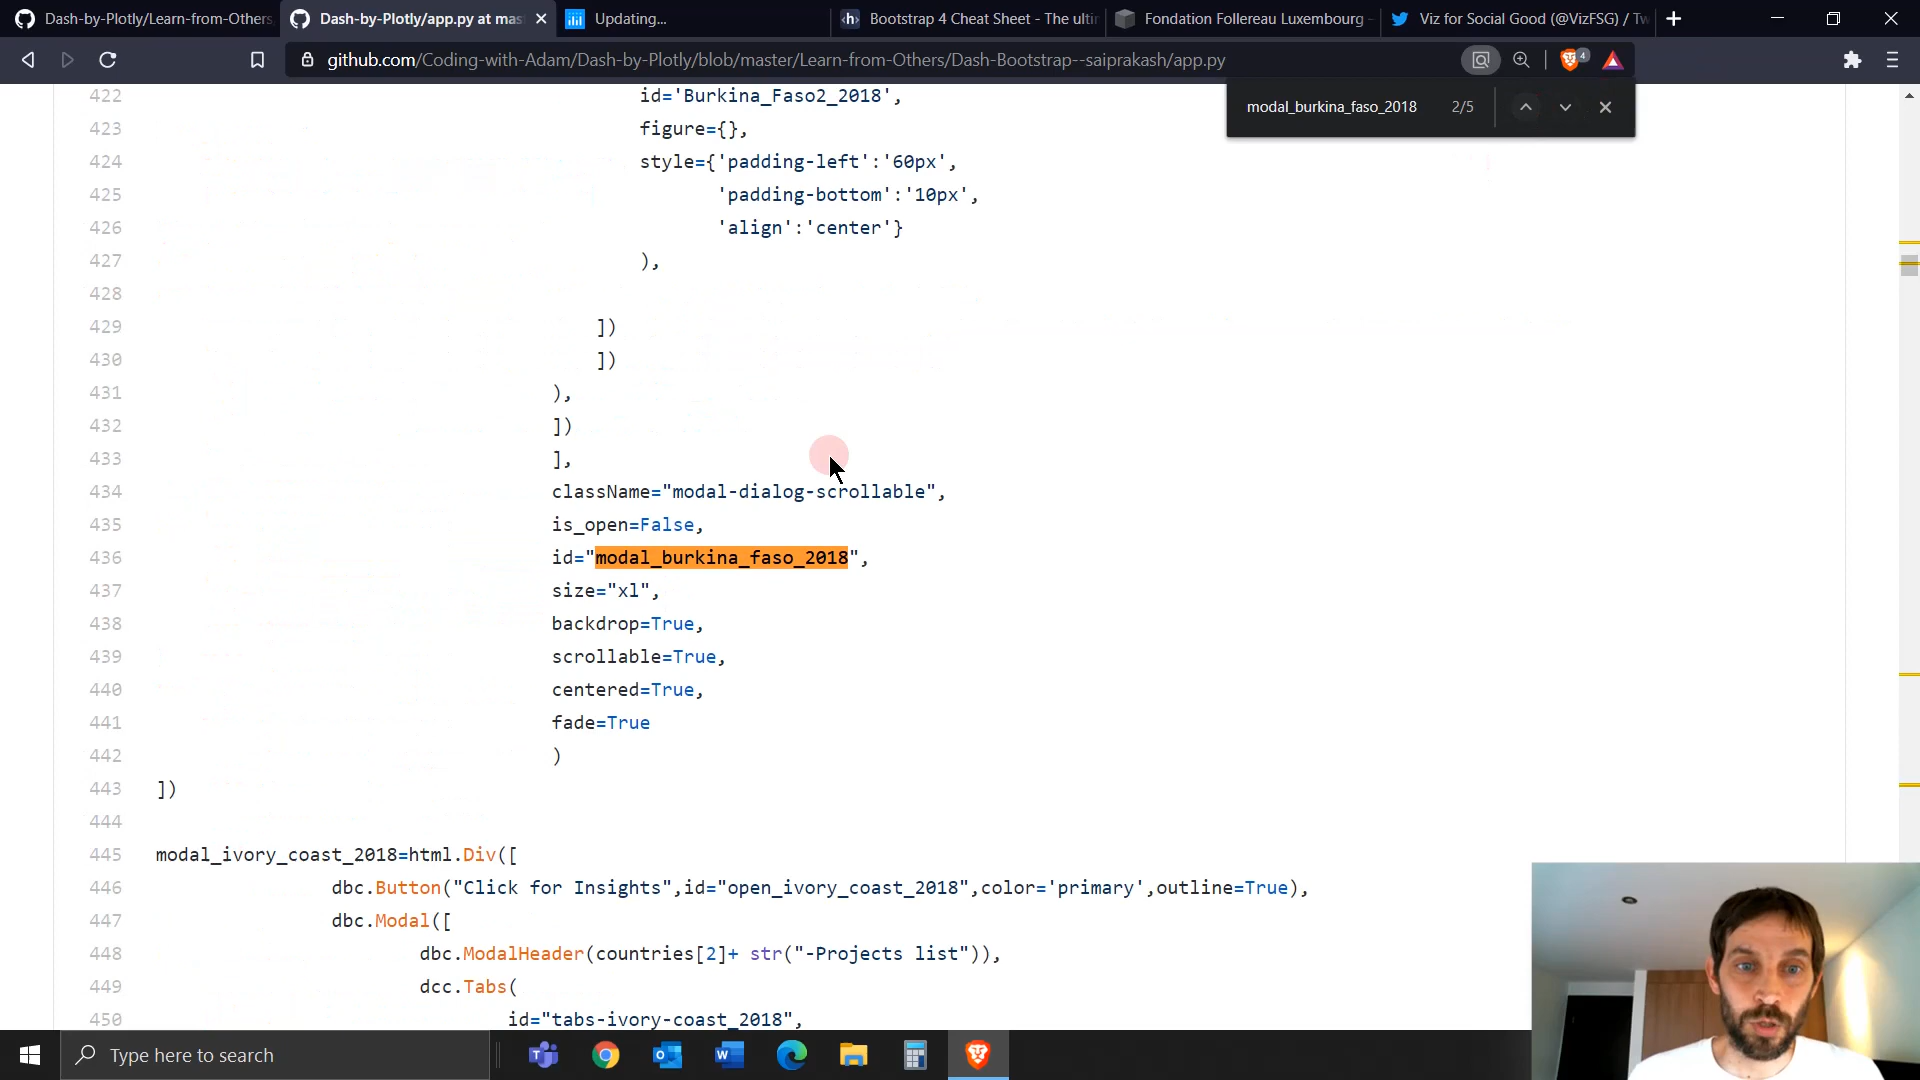 Dash-by-Plotly/Learn-from-Others
Dash-by-Plotly/app.py at mas
Updating...
Bootstrap 4 Cheat Sheet - The ulti
Fondation Follereau Luxembourg -
Viz for Social Good (@VizFSG) / Tw
github.com/Coding-with-Adam/Dash-by-Plotly/blob/master/Learn-from-Others/Dash-Bootstrap--saiprakash/app.py
4
modal_burkina_faso_2018 2/5
422 id='Burkina_Faso2_2018',
423 figure={},
424 style={'padding-left':'60px',
425 'padding-bottom':'10px',
426 'align':'center'}
427 ),
428
429 ])
430 ])
431 ),
432 ])
433 ],
434 className="modal-dialog-scrollable",
435 is_open=False,
436 id="modal_burkina_faso_2018",
437 size="xl",
438 backdrop=True,
439 scrollable=True,
440 centered=True,
441 fade=True
442 )
443 ])
444
445 modal_ivory_coast_2018=html.Div([
446 dbc.Button("Click for Insights",id="open_ivory_coast_2018",color='primary',outline=True),
447 dbc.Modal([
448 dbc.ModalHeader(countries[2]+ str("-Projects list")),
449 dcc.Tabs(
450 id="tabs-ivory-coast_2018",
Type here to search